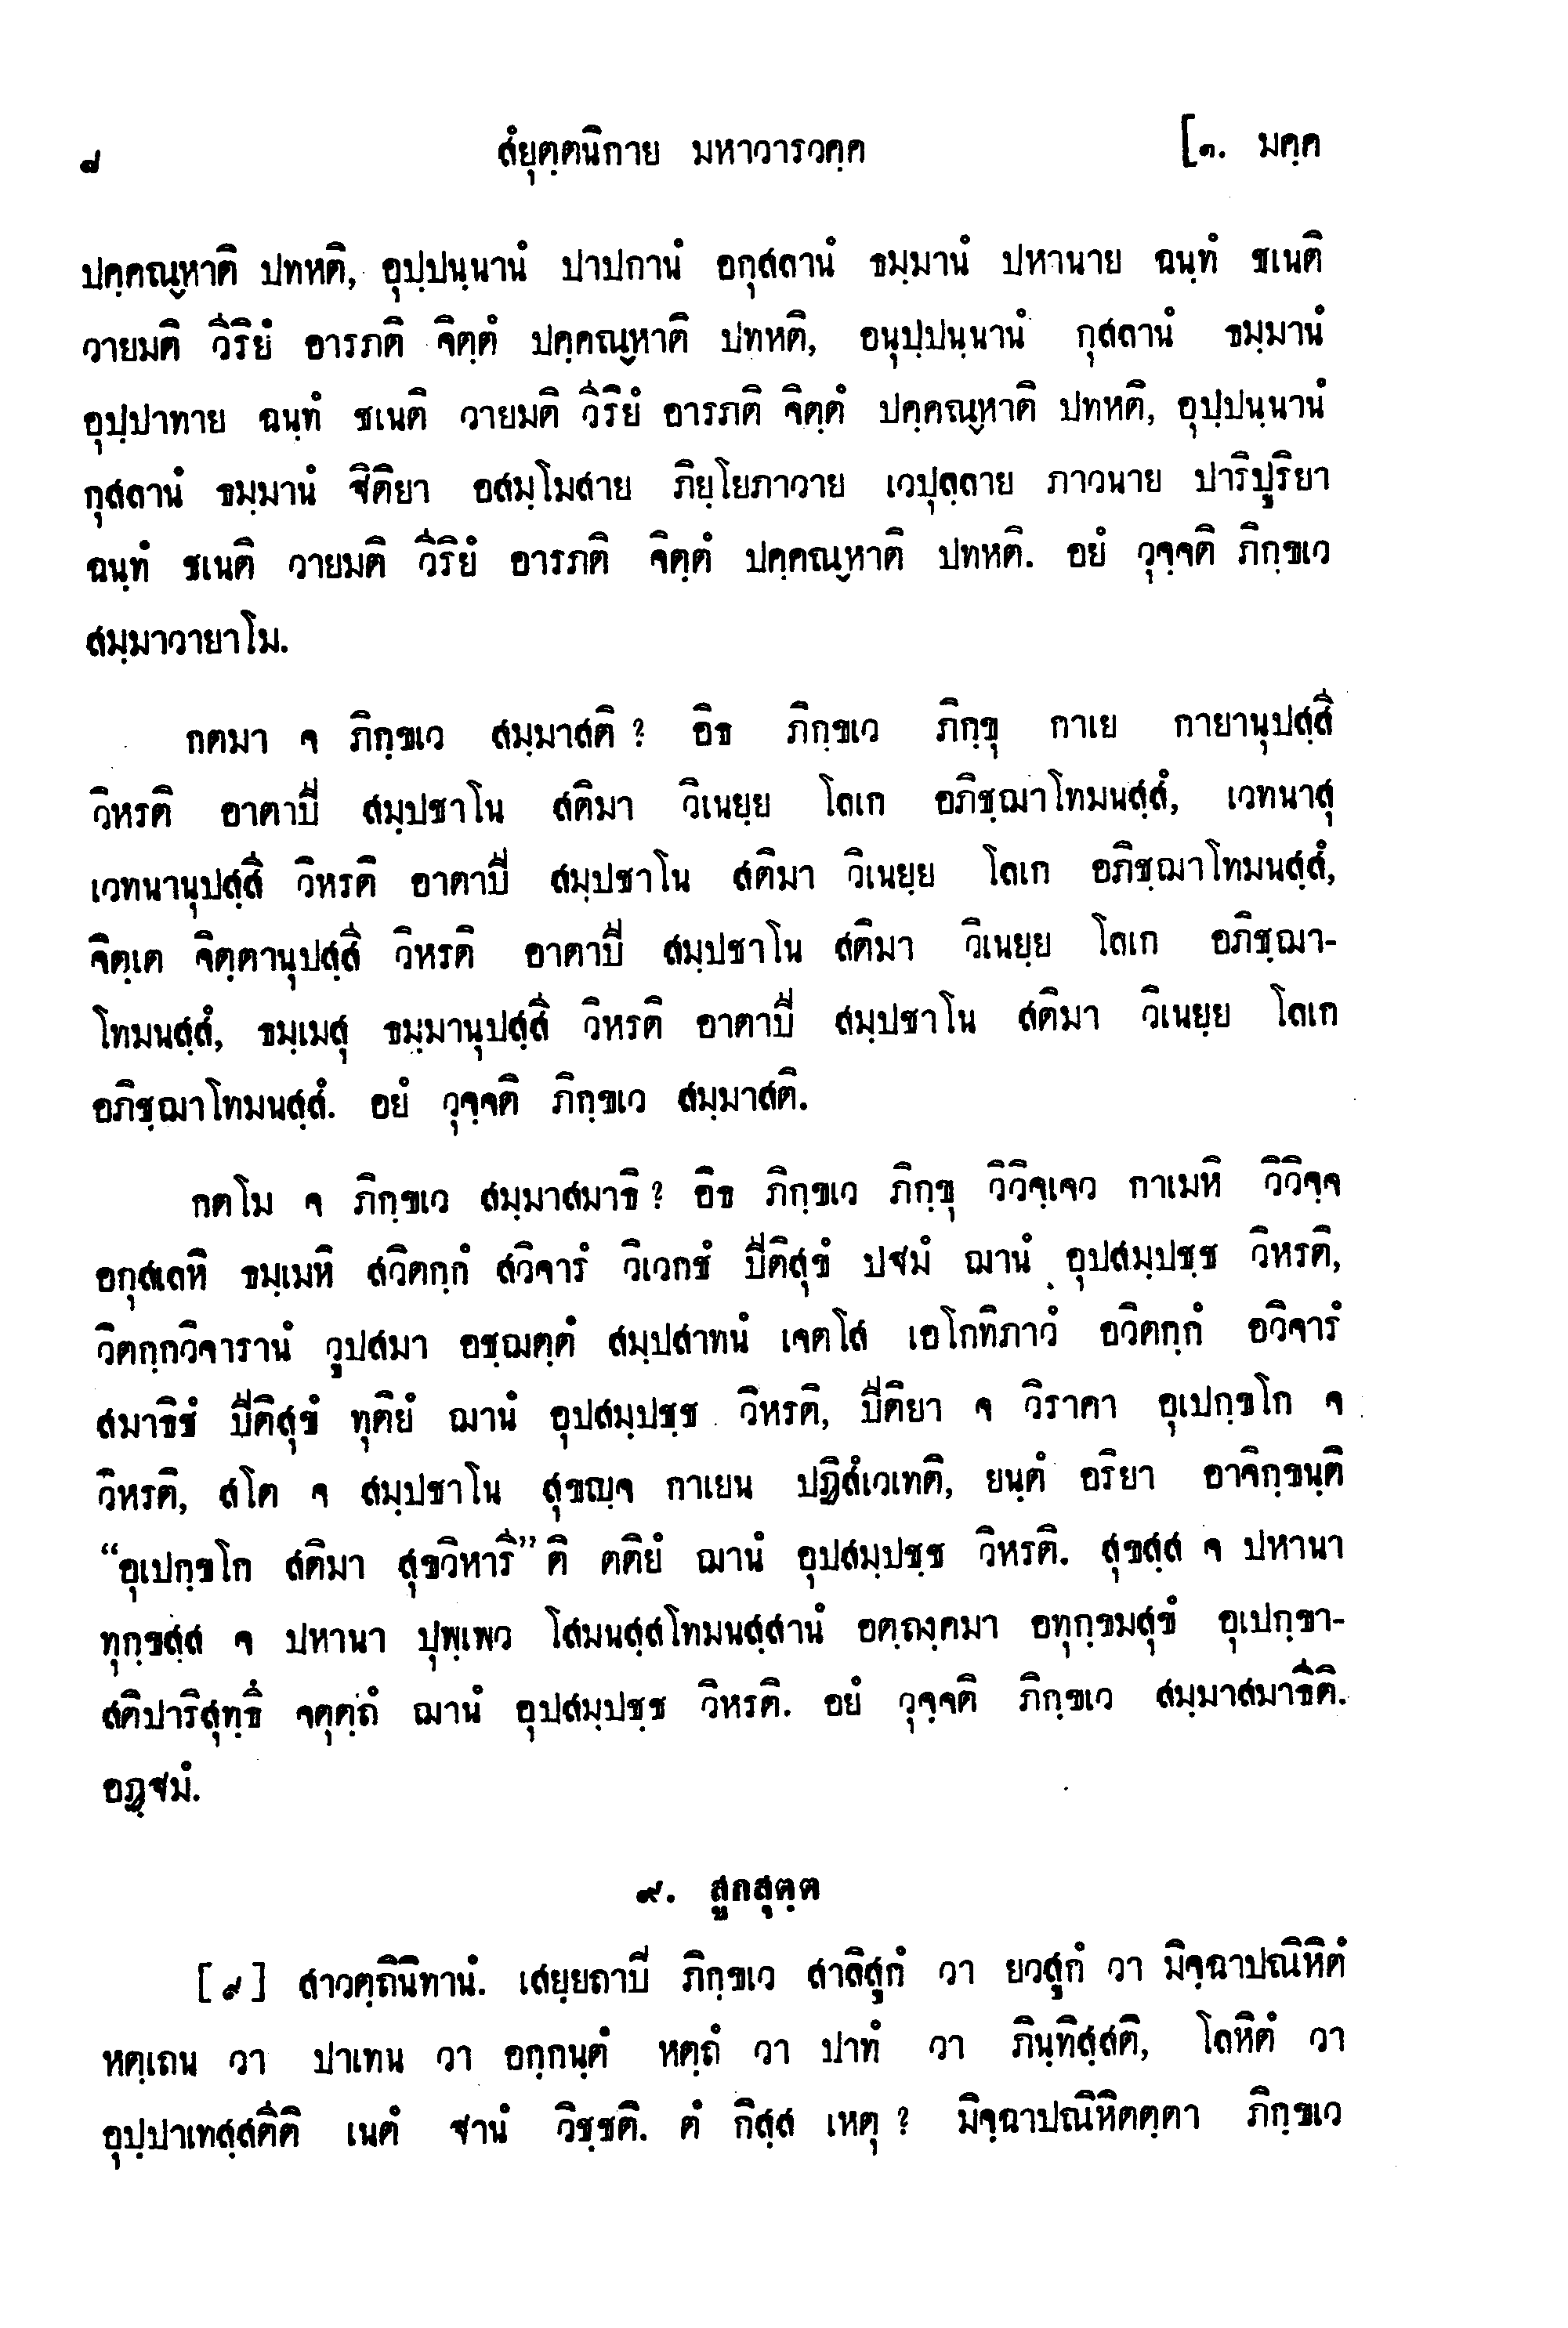 ๘ สํยุตฺตนิกาย มหาวารวคฺค [๑. มคฺค
ปคฺคณฺหาติ ปทหติ, อุปฺปนฺนานํ ปาปกานํ อกุสลานํ ธมฺมานํ ปหานาย ฉนฺทํ ชเนติ
วายมติ วีริยํ อารภติ จิตฺตํ ปคฺคณฺหาติ ปทหติ, อนุปฺปนฺนานํ กุสลานํ ธมฺมานํ
อุปฺปาทาย ฉนฺทํ ชเนติ วายมติ วีริยํ อารภติ จิตฺตํ ปคฺคณฺหาติ ปทหติ, อุปฺปนฺนานํ
กุสลานํ ธมฺมานํ ฐิติยา อสมฺโมสาย ภิยฺโยภาวาย เวปุลฺลาย ภาวนาย ปาริปูริยา
ฉนฺทํ ชเนติ วายมติ วีริยํ อารภติ จิตฺตํ ปคฺคณฺหาติ ปทหติ. อยํ วุจฺจติ ภิกฺขเว
สมฺมาวายาโม.
กตมา จ ภิกฺขเว สมฺมาสติ ? อิธ ภิกฺขเว ภิกฺขุ กาเย กายานุปสฺสี
วิหรติ อาตาปี สมฺปชาโน สติมา วิเนยฺย โลเก อภิชฺฌาโทมนสฺสํ, เวทนาสุ
เวทนานุปสฺสี วิหรติ อาตาปี สมฺปชาโน สติมา วิเนยฺย โลเก อภิชฺฌาโทมนสฺสํ,
จิตฺเต จิตฺตานุปสฺสี วิหรติ อาตาปี สมฺปชาโน สติมา วิเนยฺย โลเก อภิชฺฌา-
โทมนสฺสํ, ธมฺเมสุ ธมฺมานุปสฺสี วิหรติ อาตาปี สมฺปชาโน สติมา วิเนยฺย โลเก
อภิชฺฌาโทมนสฺสํ. อยํ วุจฺจติ ภิกฺขเว สมฺมาสติ.
กตโม จ ภิกฺขเว สมฺมาสมาธิ ? อิธ ภิกฺขเว ภิกฺขุ วิวิจฺเจว กาเมหิ วิวิจฺจ
อกุสเลหิ ธมฺเมหิ สวิตกฺกํ สวิจารํ วิเวกชํ ปีติสุขํ ปฐมํ ฌานํ อุปสมฺปชฺช วิหรติ,
วิตกฺกวิจารานํ วูปสมา อชฺฌตฺตํ สมฺปสาทนํ เจตโส เอโกทิภาวํ อวิตกฺกํ อวิจารํ
สมาธิชํ ปีติสุขํ ทุติยํ ฌานํ อุปสมฺปชฺช วิหรติ, ปีติยา จ วิราคา อุเปกฺขโก จ
วิหรติ, สโต จ สมฺปชาโน สุขญฺจ กาเยน ปฏิสํเวเทติ, ยนฺตํ อริยา อาจิกฺขนฺติ
“อุเปกฺขโก สติมา สุขวิหารี” ติ ตติยํ ฌานํ อุปสมฺปชฺช วิหรติ. สุขสฺส จ ปหานา
ทุกฺขสฺส จ ปหานา ปุพฺเพว โสมนสฺสโทมนสฺสานํ อตฺถงฺคมา อทุกฺขมสุขํ อุเปกฺขา-
สติปาริสุทฺธึ จตุตฺถํ ฌานํ อุปสมฺปชฺช วิหรติ. อยํ วุจฺจติ ภิกฺขเว สมฺมาสมาธีติ.
อฏฺฐมํ.
๙. สูกสุตฺต
[๙] สาวตฺถินิทานํ. เสยฺยถาปี ภิกฺขเว สาลิสูกํ วา ยวสูกํ วา มิจฺฉาปณิหิตํ
หตฺเถน วา ปาเทน วา อกฺกนฺตํ หตฺถํ วา ปาทํ วา ภินฺทิสฺสติ, โลหิตํ วา
อุปฺปาเทสฺสตีติ เนตํ ฐานํ วิชฺชติ. ตํ กิสฺส เหตุ ? มิจฺฉาปณิหิตตฺตา ภิกฺขเว